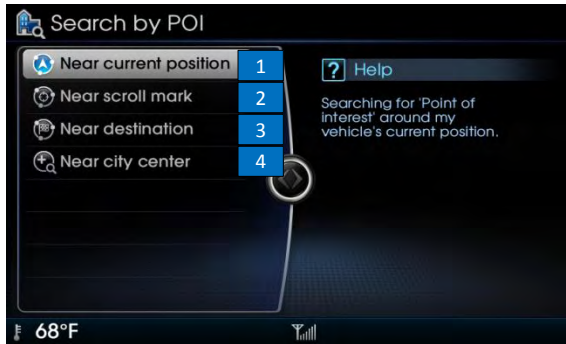 Search by POI
Near current position 1
Near scroll mark 2
Near destination 3
Near city center 4
? Help
Searching for 'Point of
interest' around my
vehicle's current position.
68°F